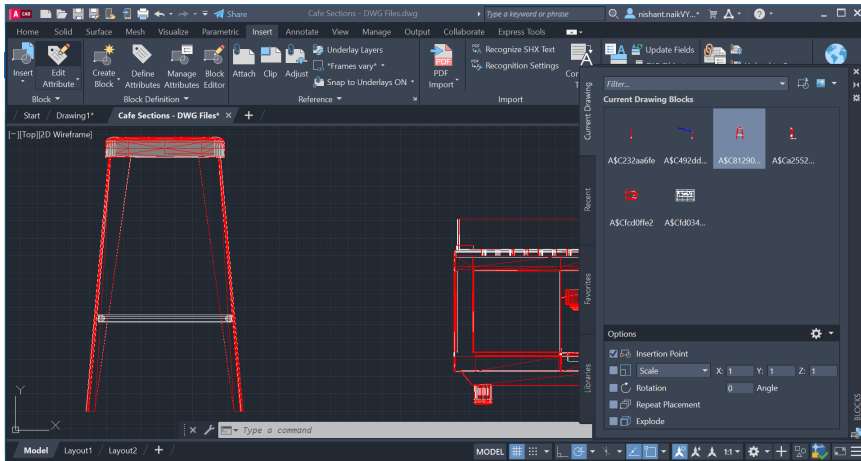 A CAD
Share
Cafe Sections - DWG Files.dwg
Type a keyword or phrase
nishant.naikVY...
Home Solid Surface Mesh Visualize Parametric Insert Annotate View Manage Output Collaborate Express Tools
Insert
Edit
Attribute
Create
Block
Define
Attributes
Manage
Attributes
Block
Editor
Attach
Clip
Adjust
Underlay Layers
*Frames vary*
Snap to Underlays ON
PDF
Import
PDF Recognize SHX Text
PDF Recognition Settings
Update Fields
Block
Block Definition
Reference
Import
Start Drawing1* Cafe Sections - DWG Files*
[−][Top][2D Wireframe]
Current Drawing
Recent
Favorites
Libraries
Filter...
Current Drawing Blocks
A$C232aa6fe A$C492dd... A$C81290... A$Ca2552...
A$Cfcd0ffe2 A$Cfd034...
Options
Insertion Point
Scale X: 1 Y: 1 Z: 1
Rotation 0 Angle
Repeat Placement
Explode
BLOCKS
Y
X
Type a command
Model Layout1 Layout2 +
MODEL 1:1